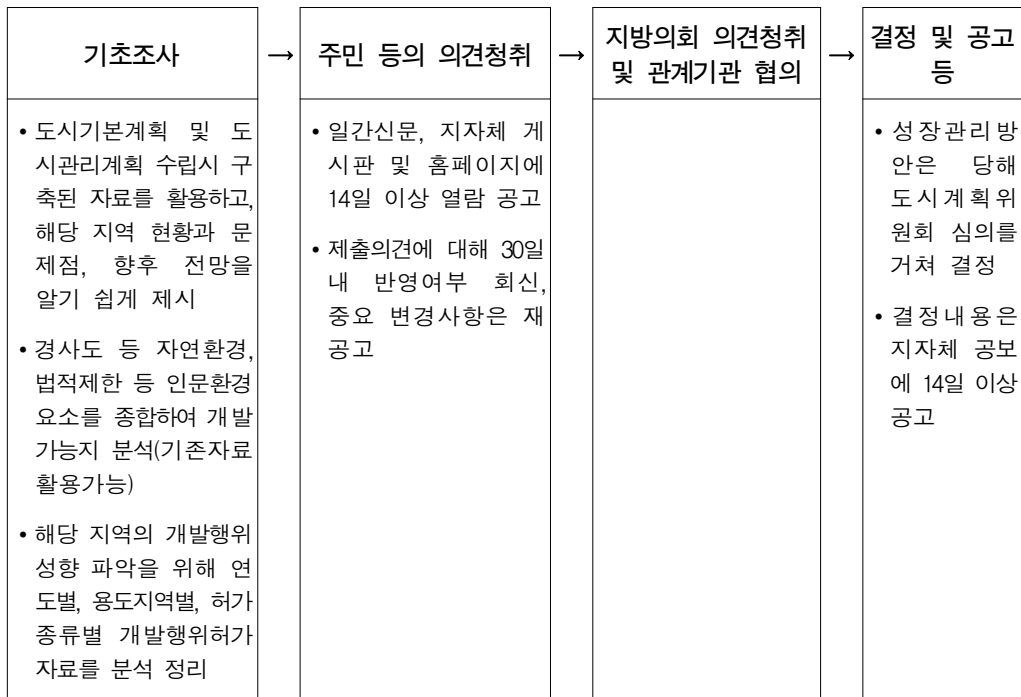 기초조사
→
주민 등의 의견청취
→
지방의회 의견청취
및 관계기관 협의
→
결정 및 공고
등
• 도시기본계획 및 도
시관리계획 수립시 구
축된 자료를 활용하고,
해당 지역 현황과 문
제점, 향후 전망을
알기 쉽게 제시
• 경사도 등 자연환경,
법적제한 등 인문환경
요소를 종합하여 개발
가능지 분석(기존자료
활용가능)
• 해당 지역의 개발행위
성향 파악을 위해 연
도별, 용도지역별, 허가
종류별 개발행위허가
자료를 분석 정리
• 일간신문, 지자체 게
시판 및 홈페이지에
14일 이상 열람 공고
• 제출의견에 대해 30일
내 반영여부 회신,
중요 변경사항은 재
공고
• 성장관리방
안은 당해
도시계획위
원회 심의를
거쳐 결정
• 결정내용은
지자체 공보
에 14일 이상
공고